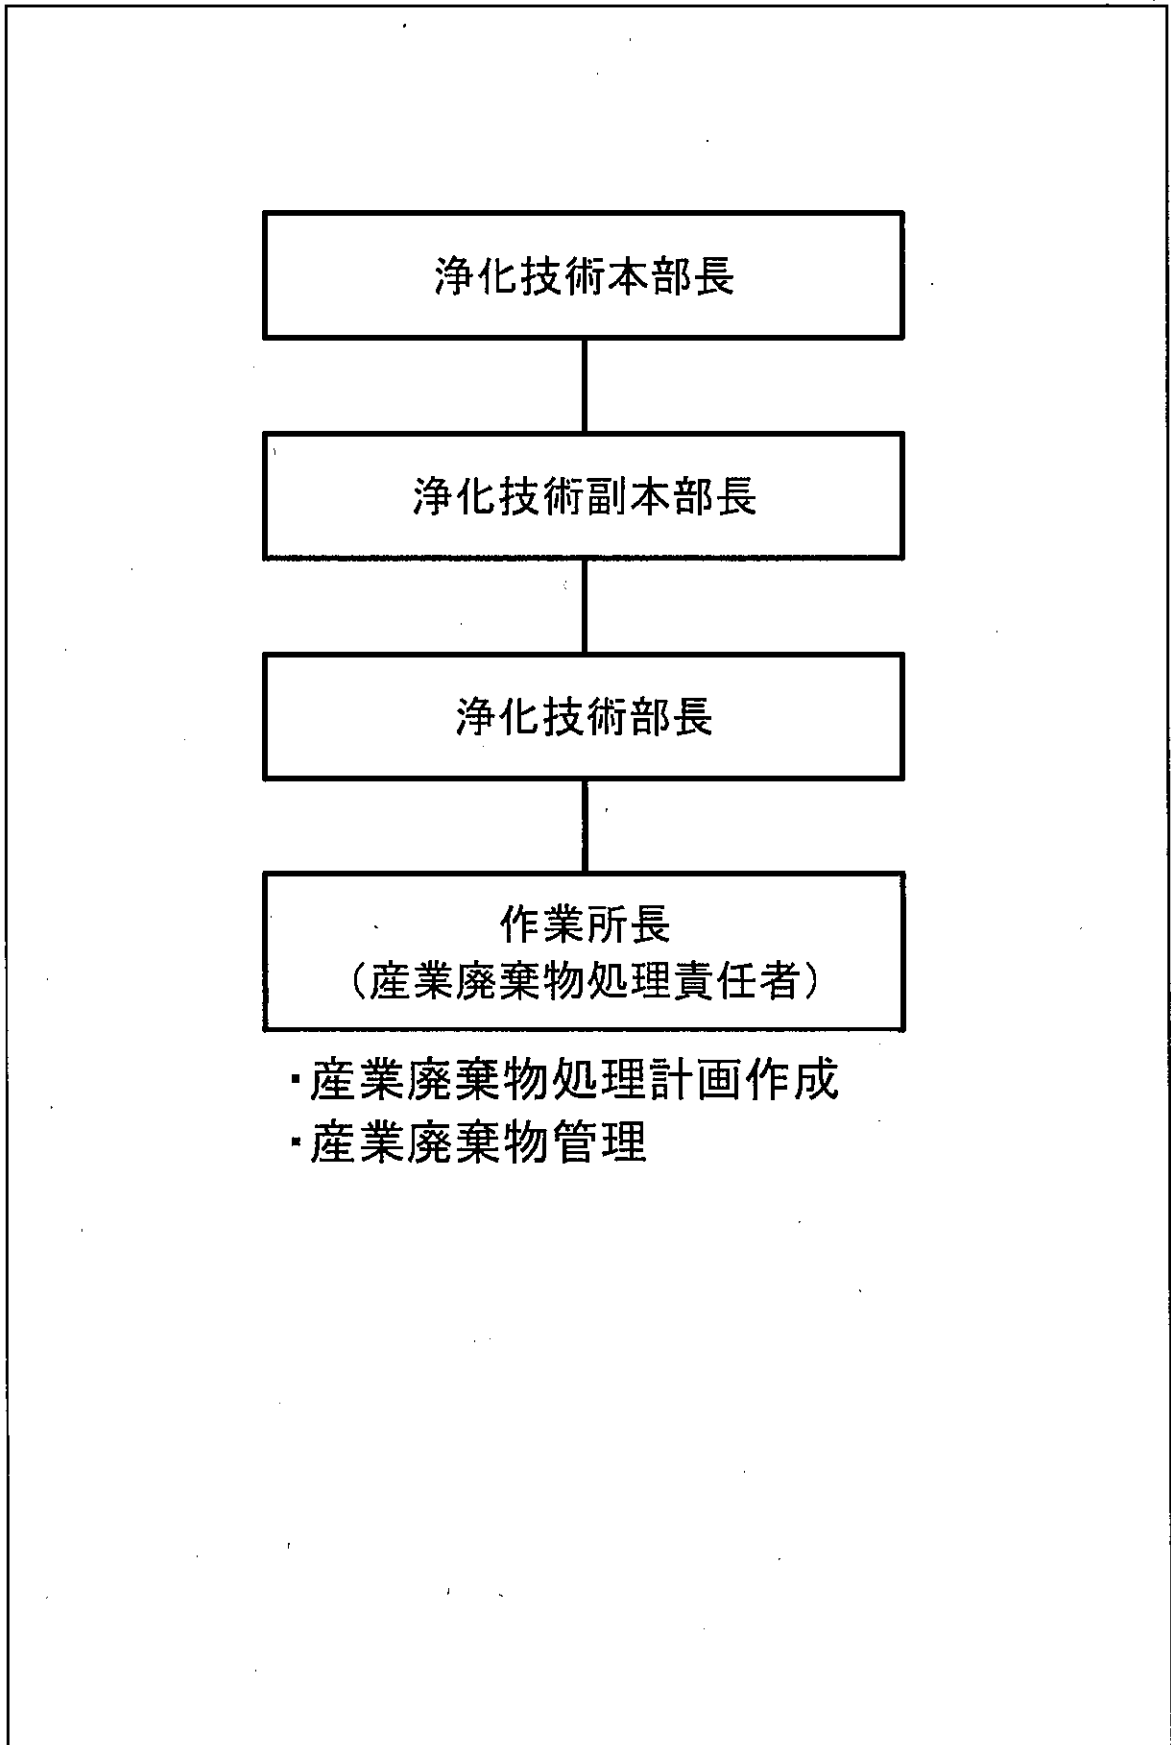 浄化技術本部長
浄化技術副本部長
浄化技術部長
作業所長
（産業廃棄物処理責任者）
・産業廃棄物処理計画作成
・産業廃棄物管理